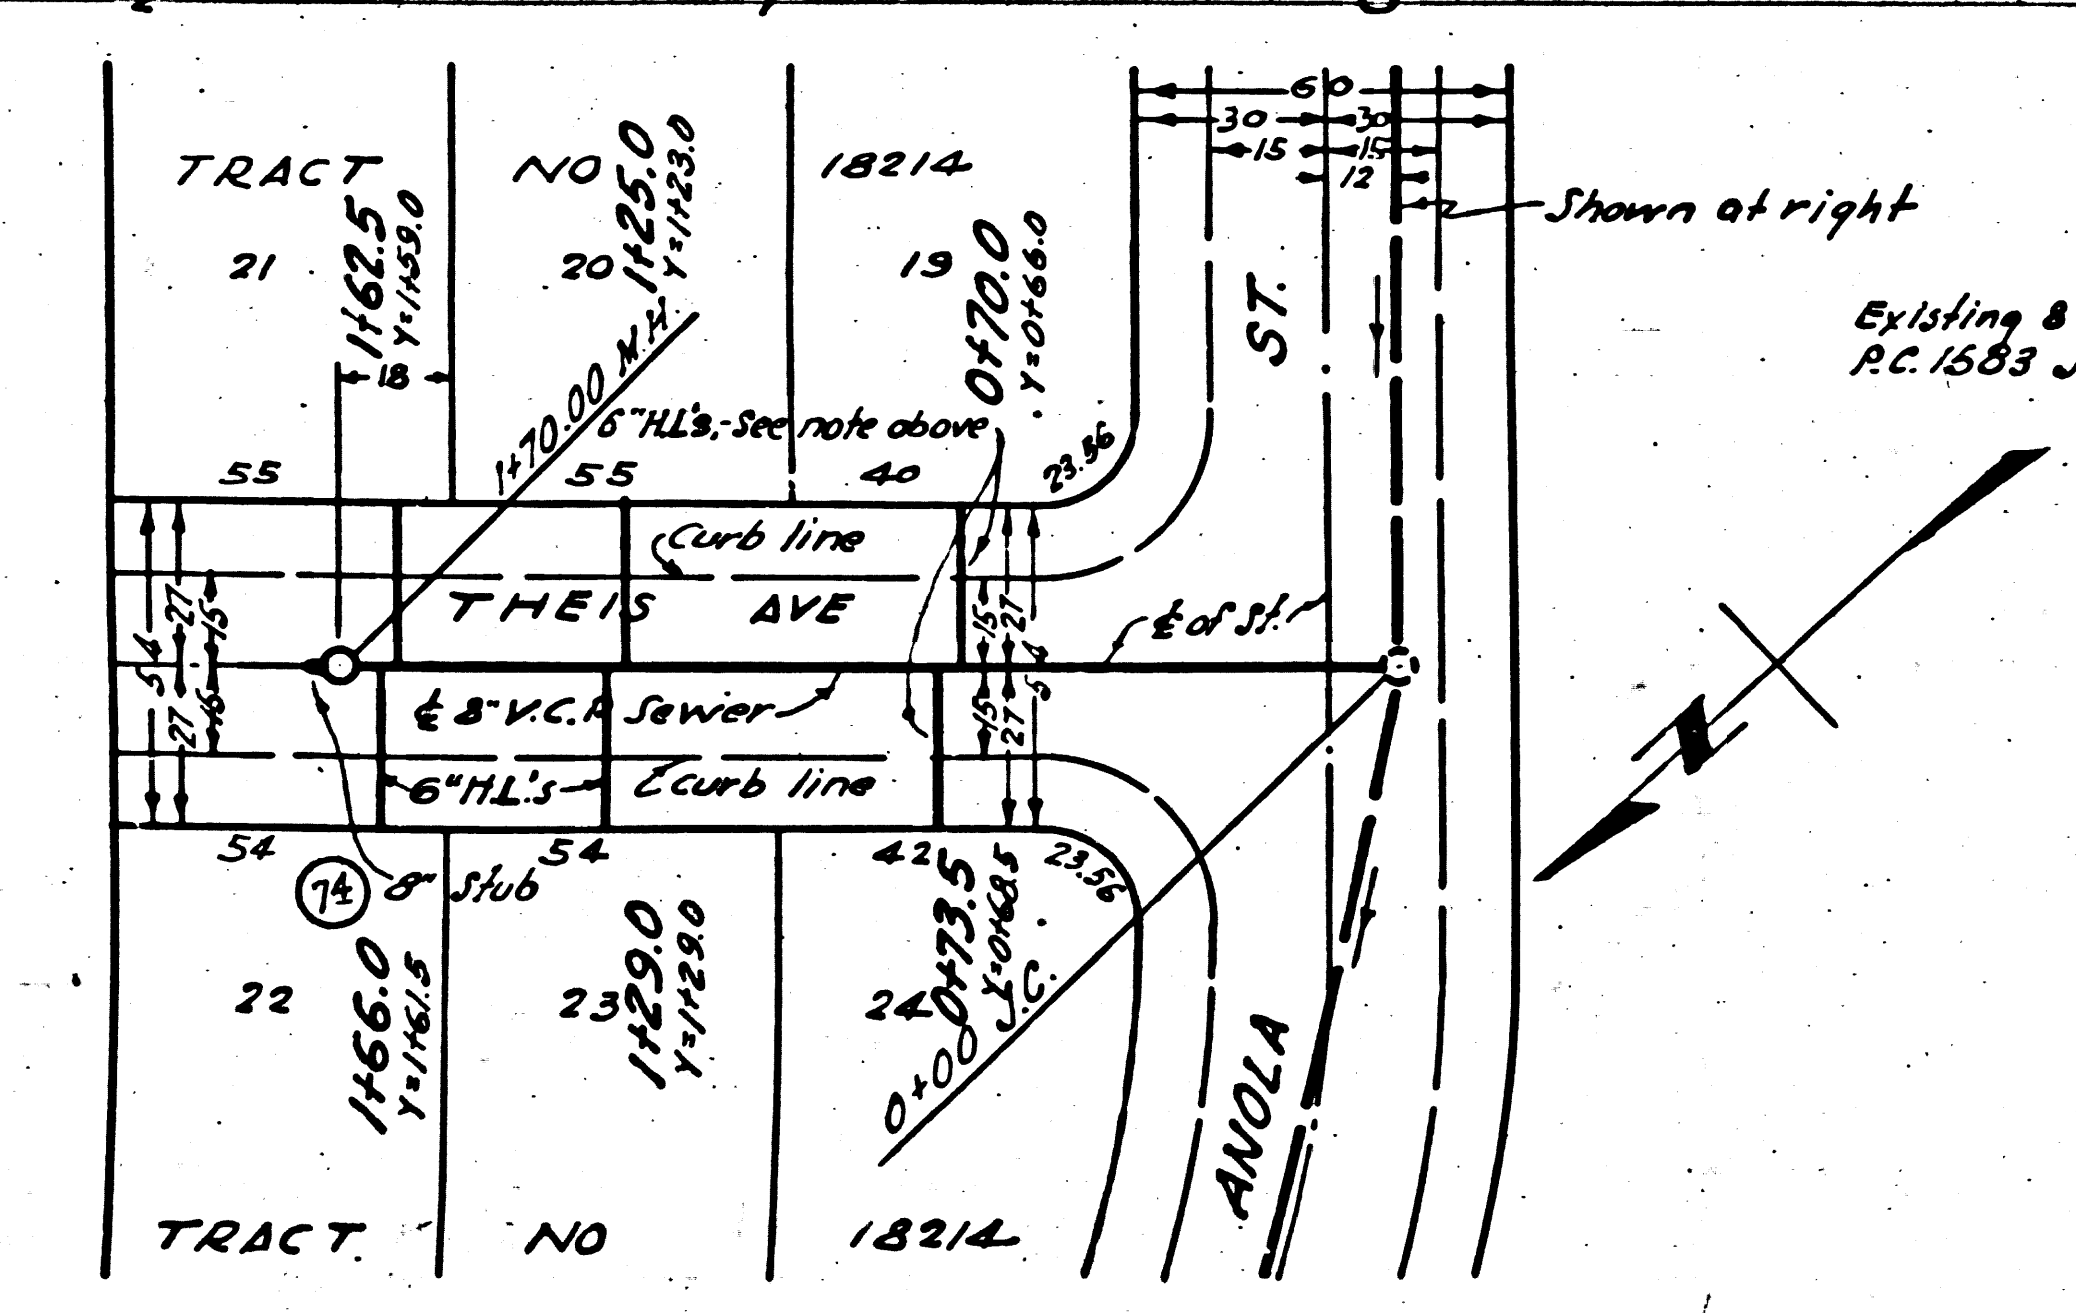 60
30 30
15 15
12
Shown at right
TRACT NO 18214
21 20 19
1+62.5
Y=1+59.0
1+25.0
Y=1+23.0
0+70.0
Y=0+66.0
18
1+70.00 M.H.
6" H.L.'s,-See note above
ST.
Existing 8
P.C. 1583
55 55 40 23.56
Curb line
THEIS AVE
54 27 15
27 15
15 27 54
15 27
℄ of St.
℄ 8" V.C.P. Sewer
6" H.L.'s
Curb line
54 54 42 23.56
74
8" Stub
22 23 24
1+66.0
Y=1+61.5
1+29.0
Y=1+29.0
0+73.5
Y=0+68.5
0+00 J.C.
ANOLA
TRACT NO 18214